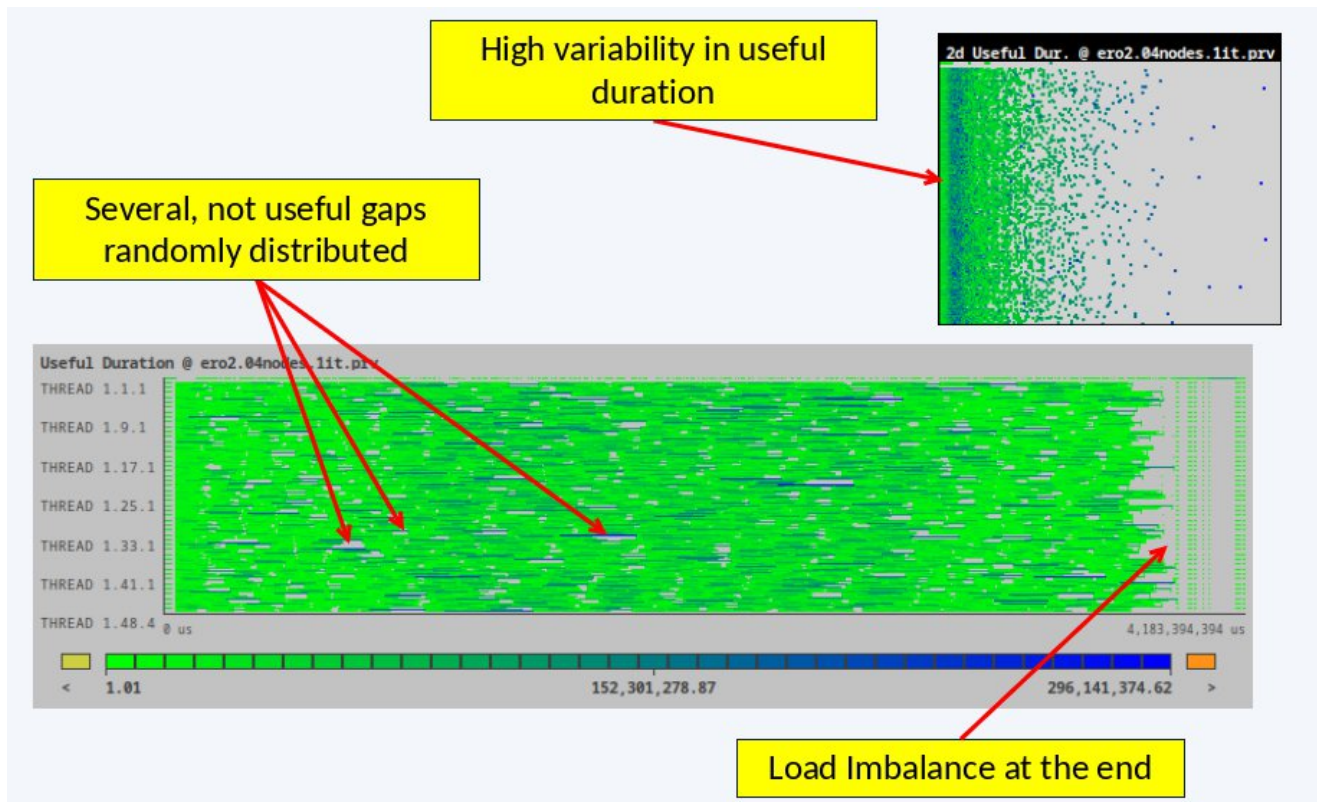 High variability in useful
duration
2d Useful Dur. @ ero2.04nodes.1it.prv
Several, not useful gaps
randomly distributed
Useful Duration @ ero2.04nodes.1it.prv
THREAD 1.1.1
THREAD 1.9.1
THREAD 1.17.1
THREAD 1.25.1
THREAD 1.33.1
THREAD 1.41.1
THREAD 1.48.4
0 us
4,183,394,394 us
<
1.01
152,301,278.87
296,141,374.62
>
Load Imbalance at the end